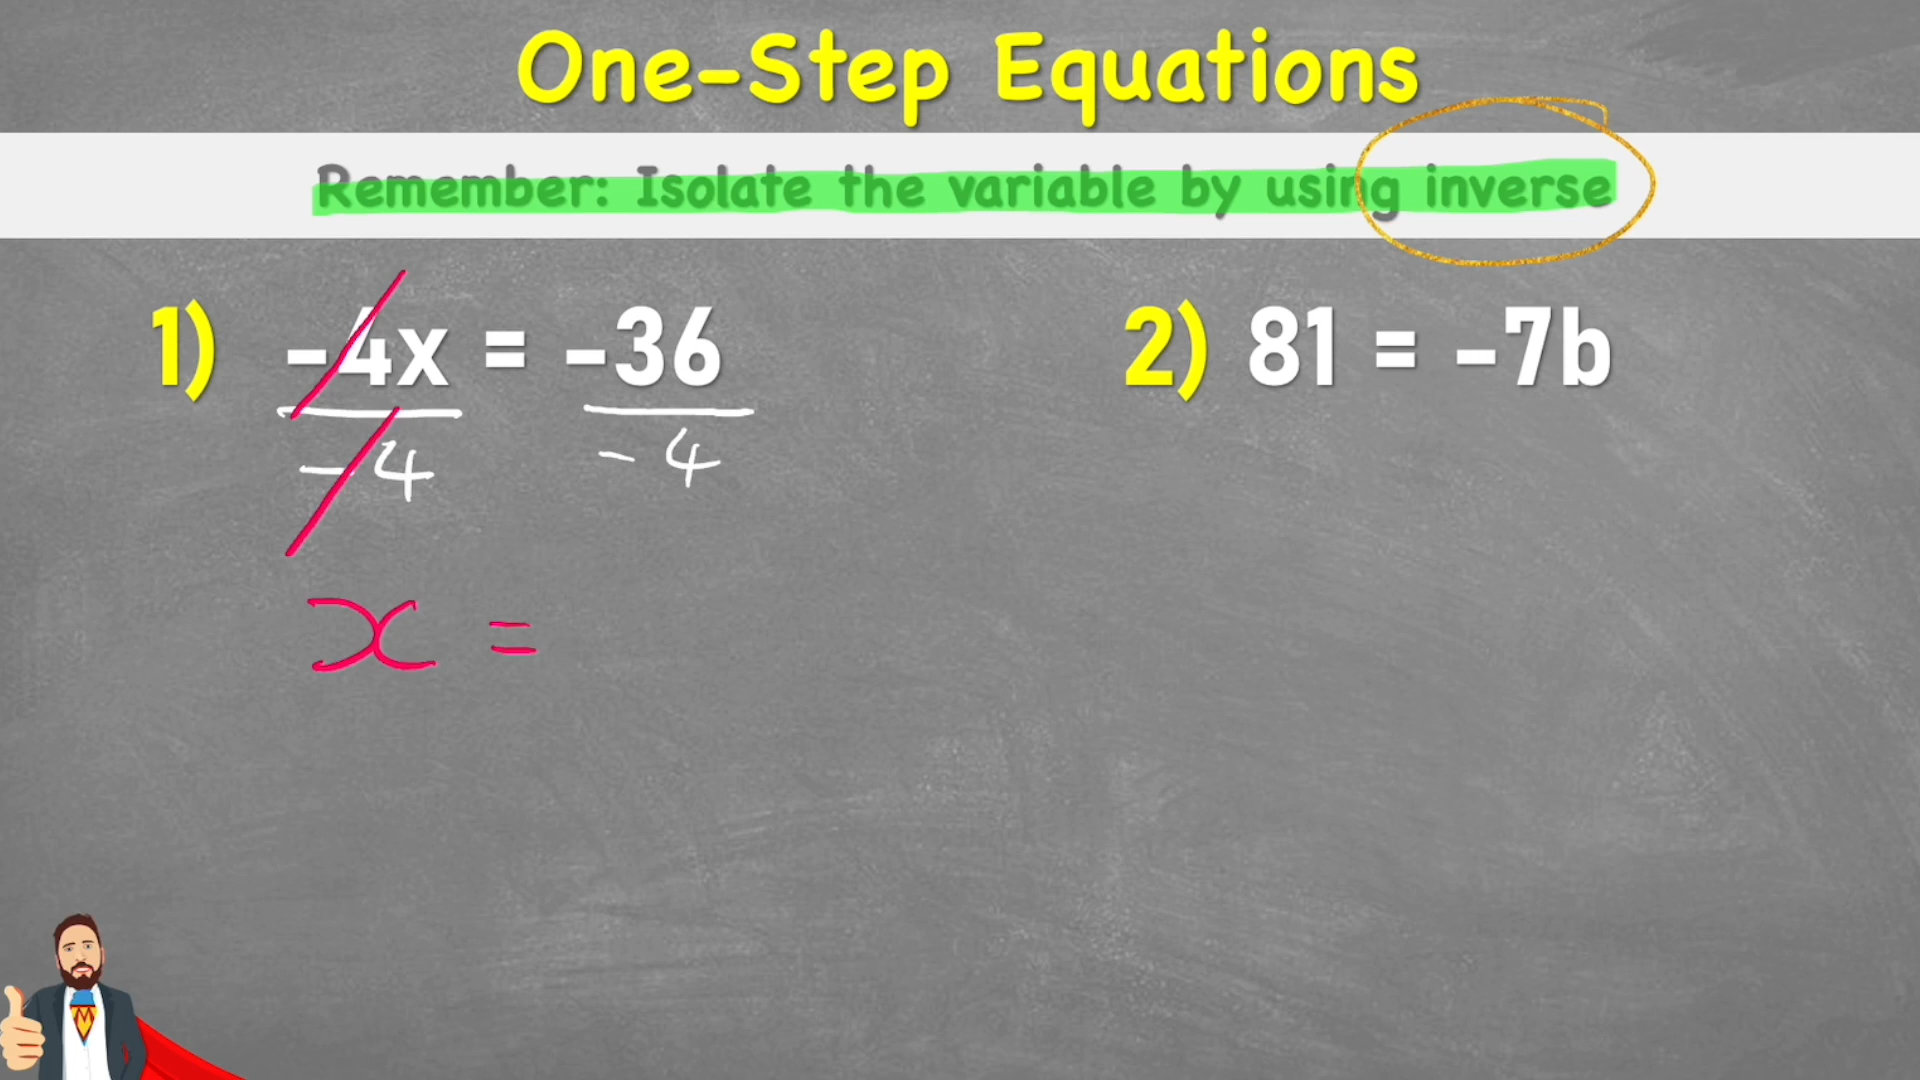 One-Step Equations
Remember: Isolate the variable by using inverse
1) -4x = -36
-4 -4
x =
2) 81 = -7b
M